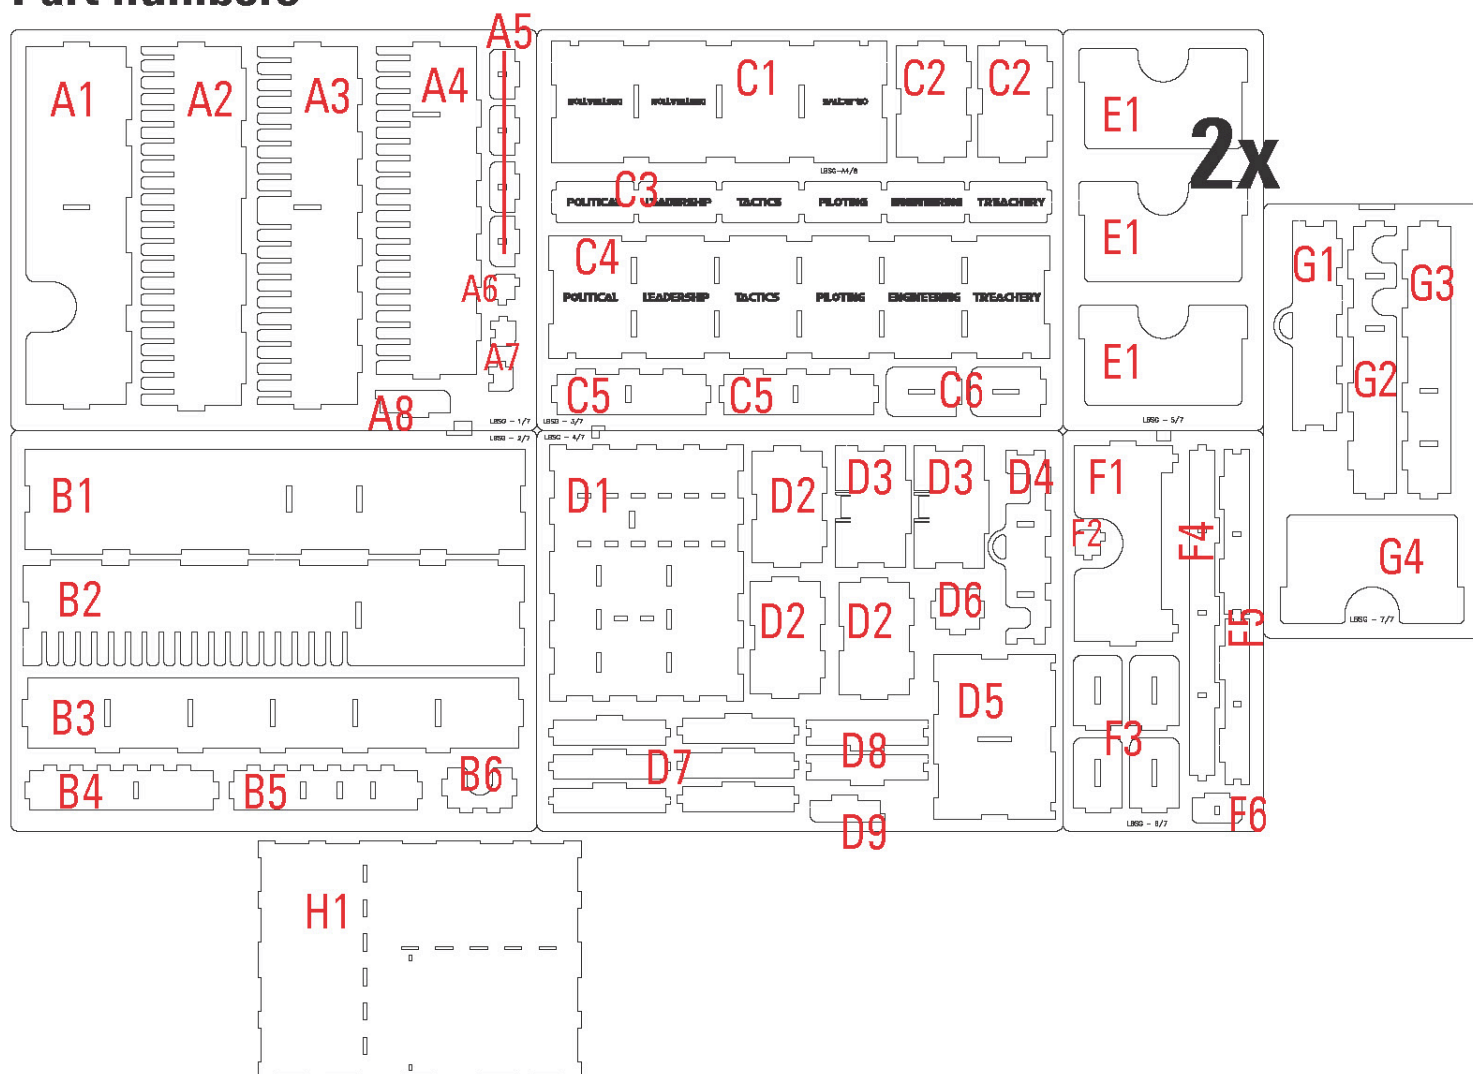 Part numbers
A1
A2
A3
A4
A5
A6
A7
A8
LBSG - 1/7
C1
C2
C2
LBSG-A4/8
C3
POLITICAL
LEADERSHIP
TACTICS
PILOTING
ENGINEERING
TREACHERY
C4
POLITICAL
LEADERSHIP
TACTICS
PILOTING
ENGINEERING
TREACHERY
C5
C5
C6
LBSG - 3/7
E1
2x
E1
E1
LBSG - 5/7
G1
G2
G3
G4
LBSG - 7/7
LBSG - 2/7
B1
B2
B3
B4
B5
B6
LBSG - 4/7
D1
D2
D3
D3
D4
D2
D2
D6
D5
D7
D8
D9
F1
F2
F4
F5
F3
F6
H1